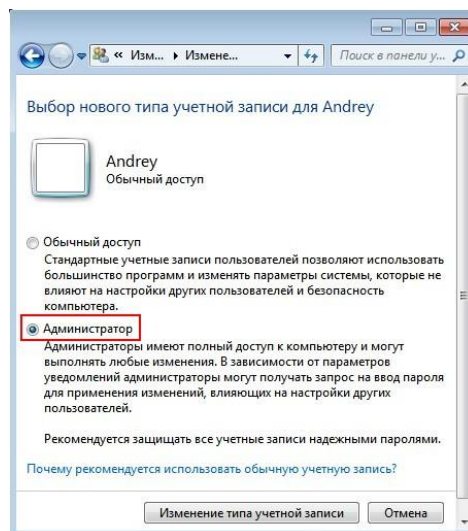 « Изм... ▸ Измене...
Поиск в панели у...
Выбор нового типа учетной записи для Andrey
Andrey
Обычный доступ
Обычный доступ
Стандартные учетные записи пользователей позволяют использовать
большинство программ и изменять параметры системы, которые не
влияют на настройки других пользователей и безопасность
компьютера.
Администратор
Администраторы имеют полный доступ к компьютеру и могут
выполнять любые изменения. В зависимости от параметров
уведомлений администраторы могут получать запрос на ввод пароля
для применения изменений, влияющих на настройки других
пользователей.
Рекомендуется защищать все учетные записи надежными паролями.
Почему рекомендуется использовать обычную учетную запись?
Изменение типа учетной записи
Отмена